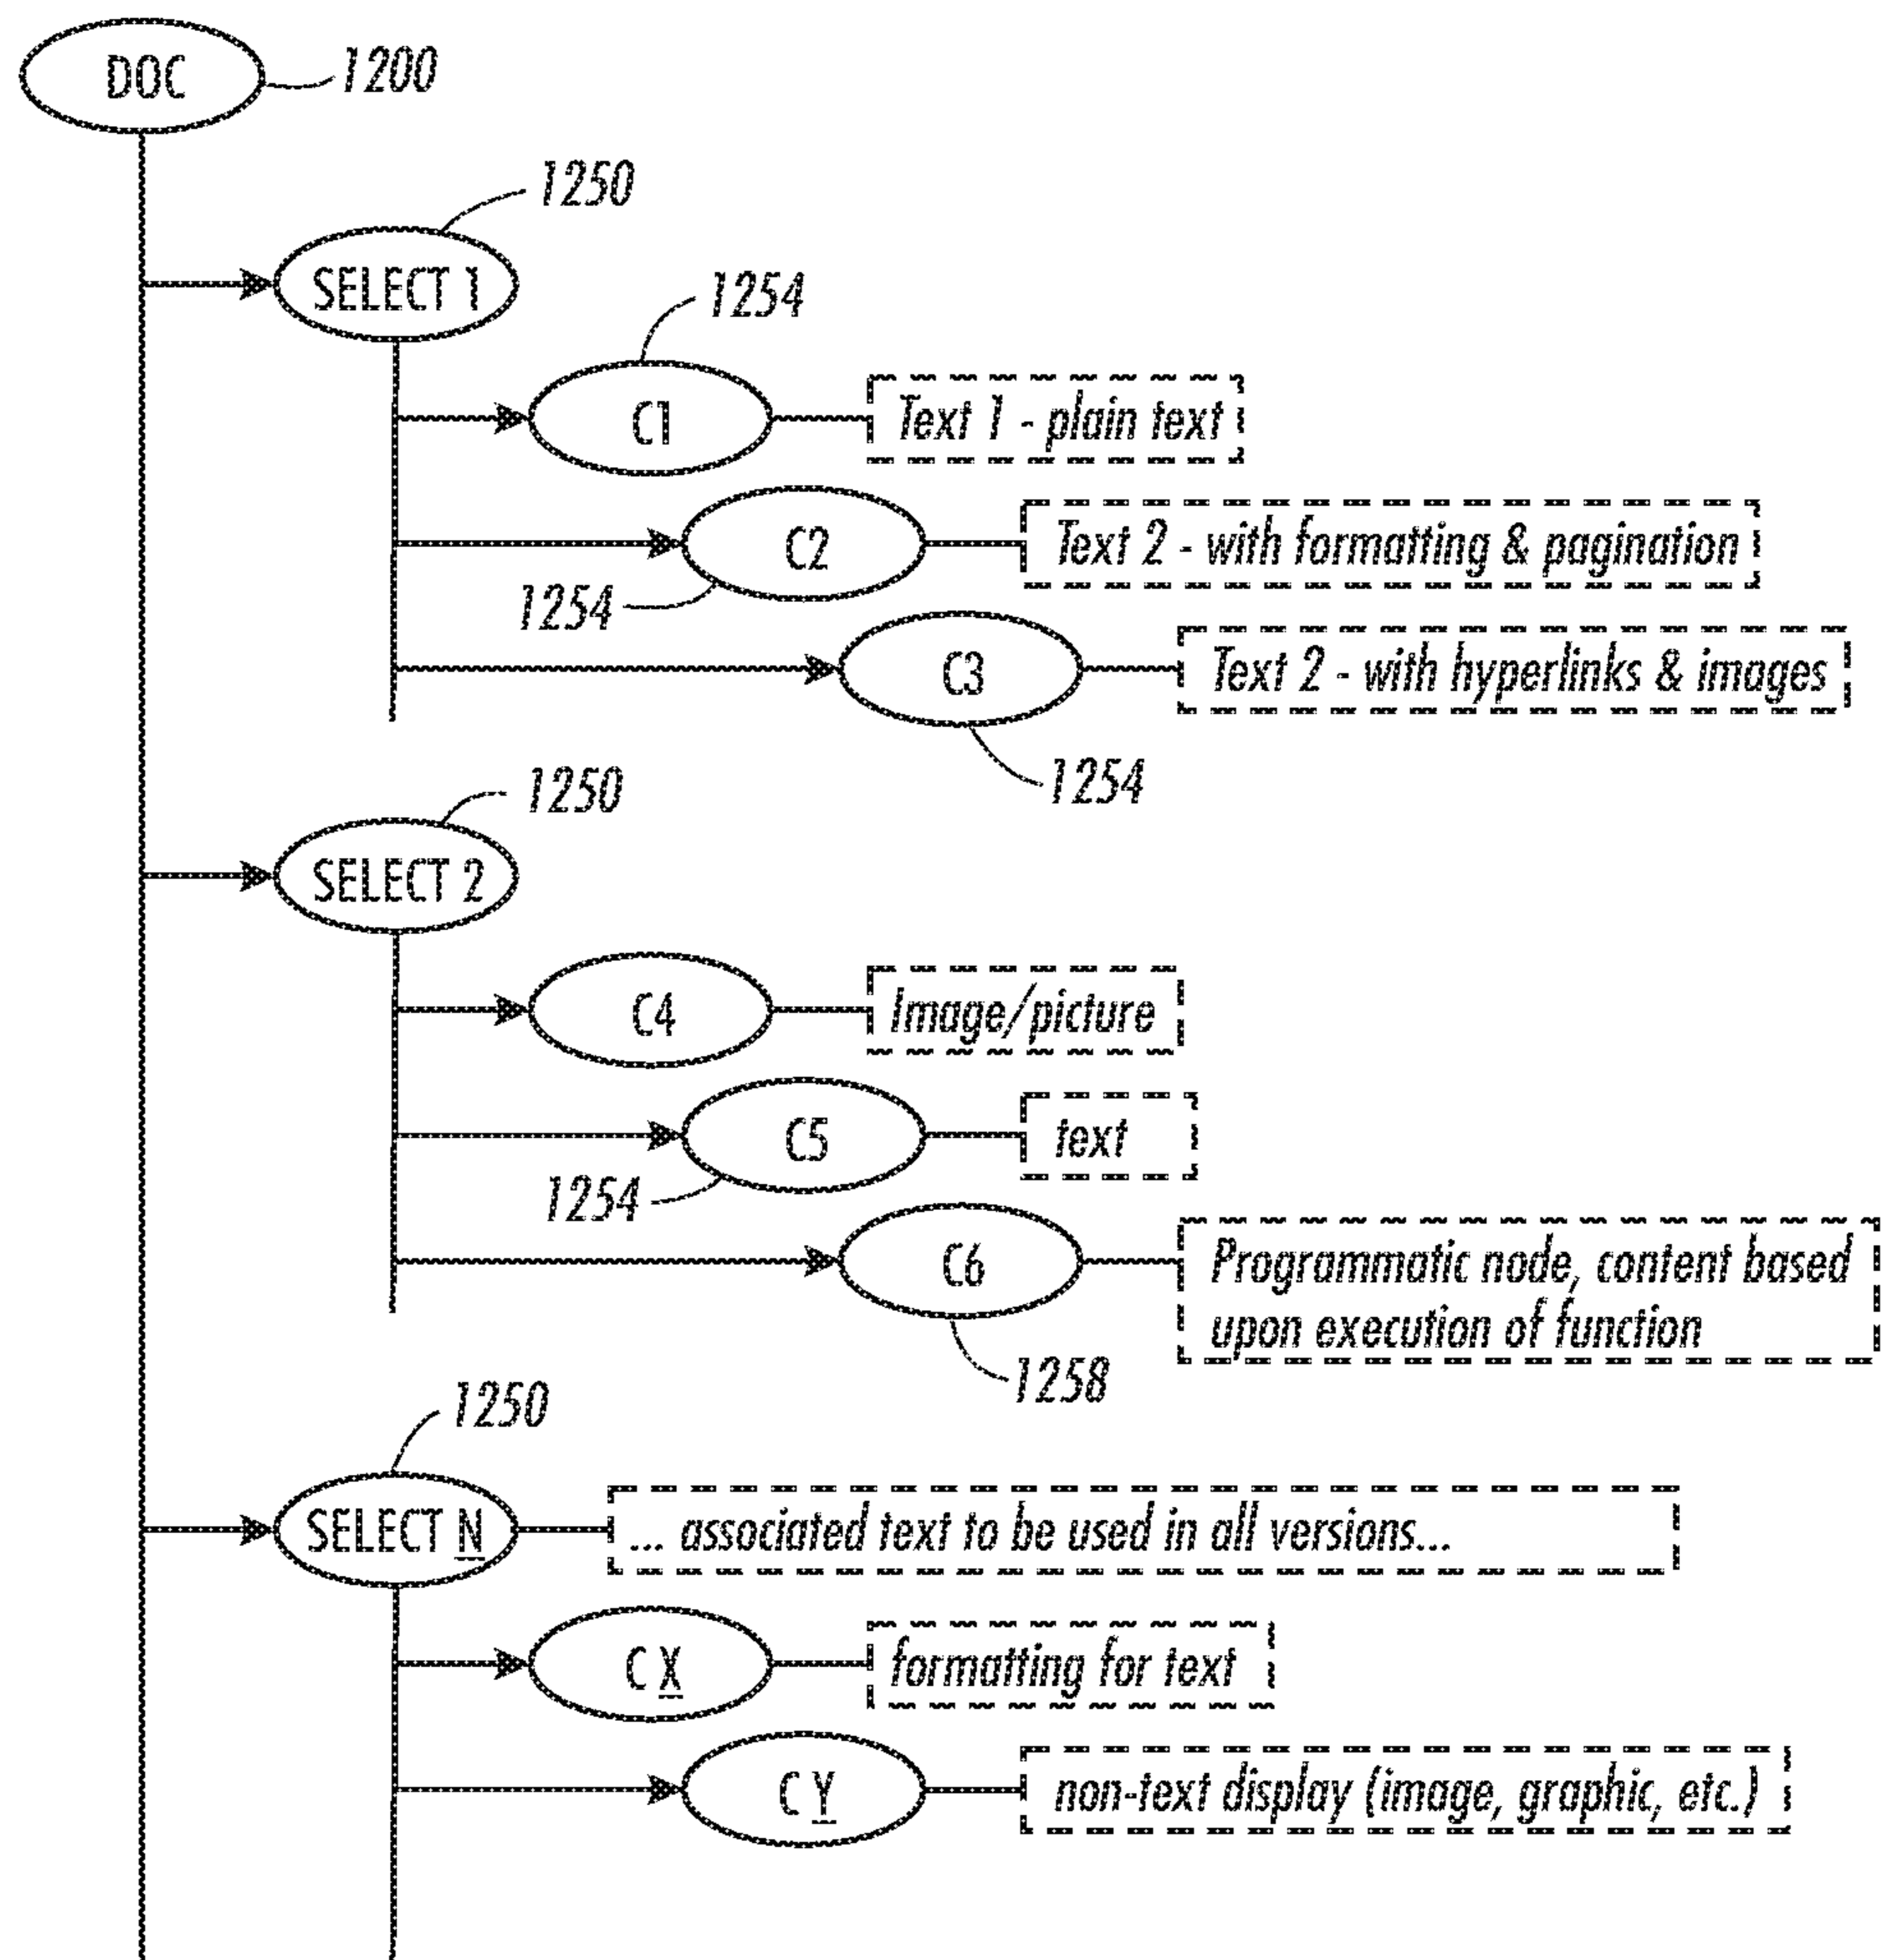 DOC
1200
1250
SELECT 1
1254
C1
Text 1 - plain text
C2
Text 2 - with formatting & pagination
1254
C3
Text 2 - with hyperlinks & images
1254
1250
SELECT 2
C4
Image/picture
C5
text
1254
C6
Programmatic node, content based
upon execution of function
1258
1250
SELECT N
... associated text to be used in all versions...
C X
formatting for text
C Y
non-text display (image, graphic, etc.)